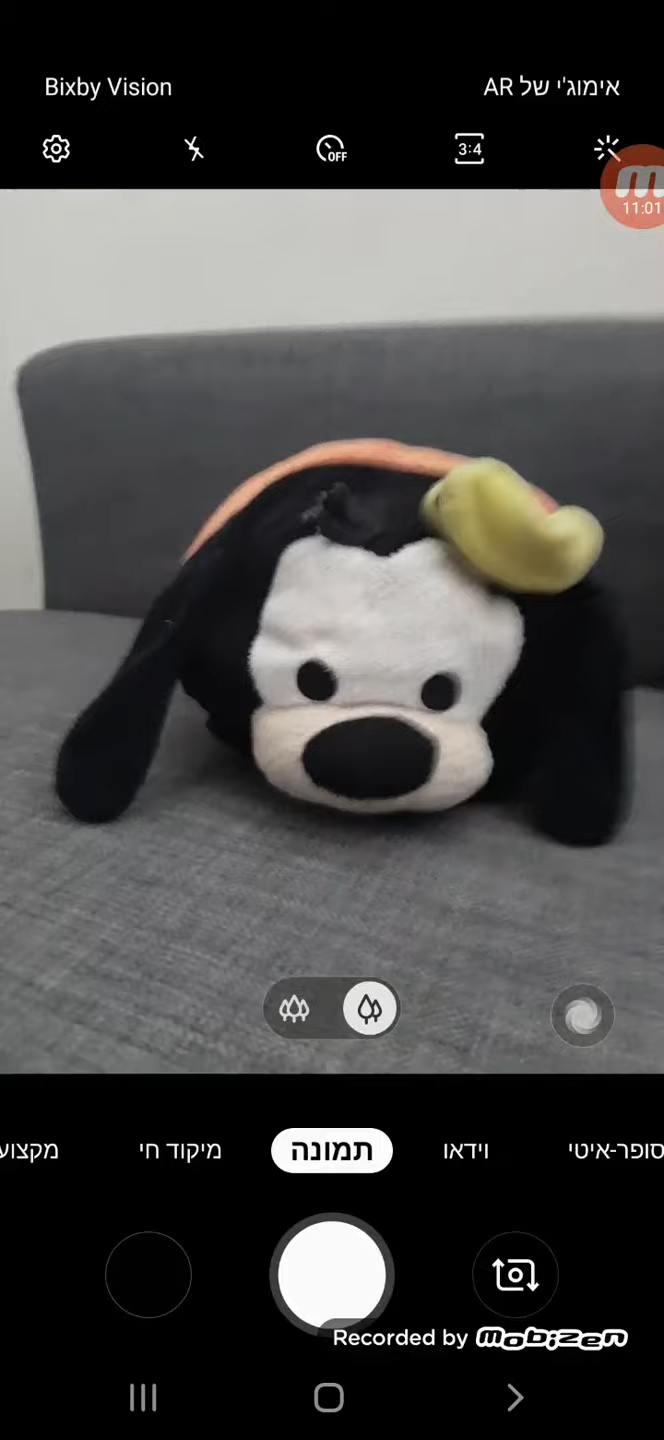 Bixby Vision
אימוג'י של AR
OFF
3:4
11:01
מקצוע
מיקוד חי
תמונה
וידאו
סופר-איטי
Recorded by mobizen